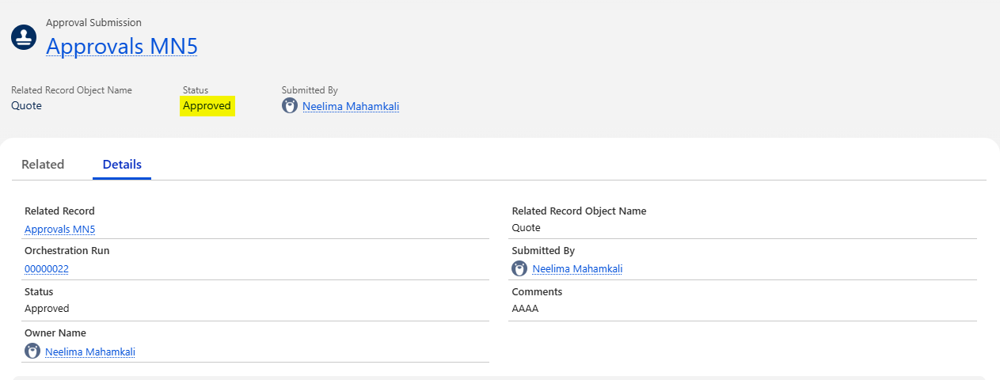 Approval Submission
Approvals MN5
Related Record Object Name
Quote
Status
Approved
Submitted By
Neelima Mahamkali
Related
Details
Related Record
Approvals MN5
Related Record Object Name
Quote
Orchestration Run
00000022
Submitted By
Neelima Mahamkali
Status
Approved
Comments
AAAA
Owner Name
Neelima Mahamkali